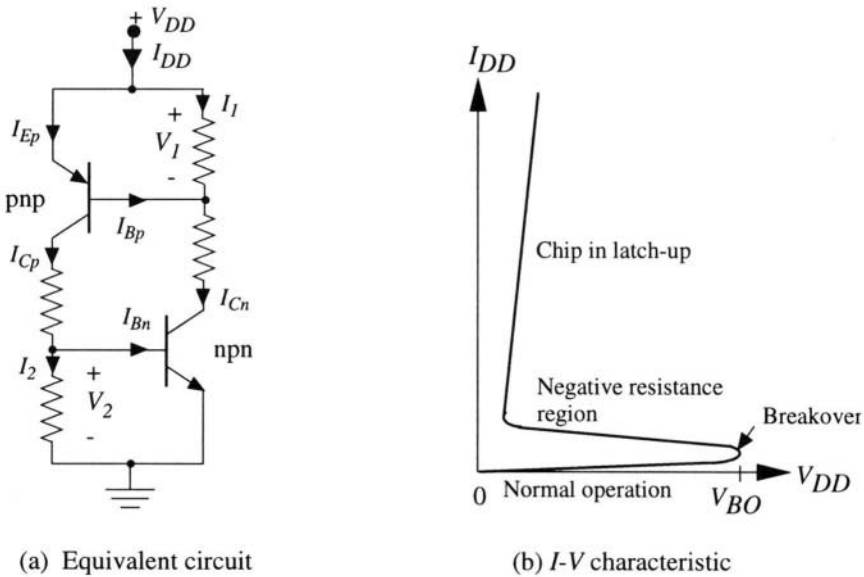 + V_DD
I_DD
I_1
I_Ep
+
V_1
-
pnp
I_Bp
I_Cp
I_Cn
I_Bn
npn
I_2
+
V_2
-
(a) Equivalent circuit
I_DD
Chip in latch-up
Negative resistance
region
Breakover
0
Normal operation
V_BO
V_DD
(b) I-V characteristic